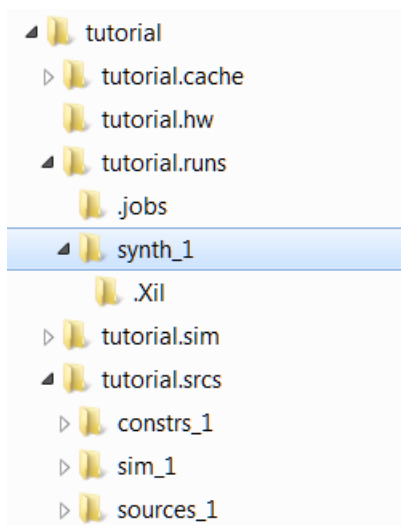 tutorial
tutorial.cache
tutorial.hw
tutorial.runs
.jobs
synth_1
.Xil
tutorial.sim
tutorial.srcs
constrs_1
sim_1
sources_1